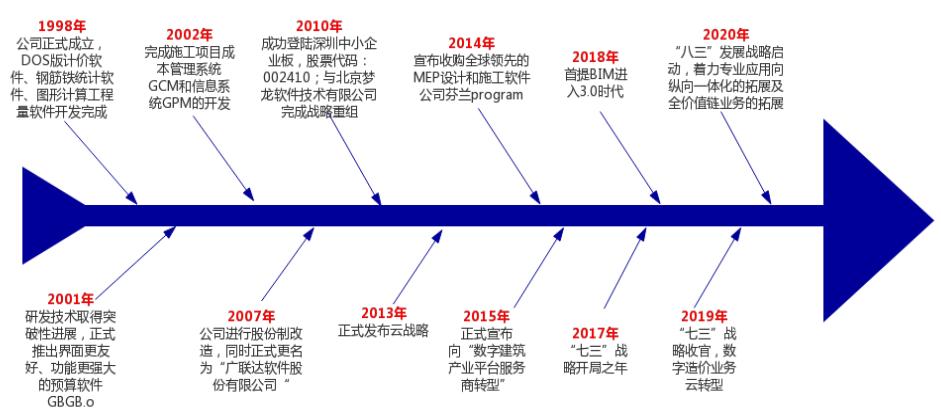 1998年
公司正式成立，
DOS版计价软
件、钢筋铁统计软
件、图形计算工程
量软件开发完成
2002年
完成施工项目成
本管理系统
GCM和信息系
统GPM的开发
2010年
成功登陆深圳中小企
业板，股票代码：
002410；与北京梦
龙软件技术有限公司
完成战略重组
2014年
宣布收购全球领先的
MEP设计和施工软件
公司芬兰program
2018年
首提BIM进
入3.0时代
2020年
“八三”发展战略启
动，着力专业应用向
纵向一体化的拓展及
全价值链业务的拓展
2001年
研发技术取得突
破性进展，正式
推出界面更友
好、功能更强大
的预算软件
GBGB.o
2007年
公司进行股份制改
造，同时正式更名
为“广联达软件股
份有限公司“
2013年
正式发布云战略
2015年
正式宣布
向“数字建筑
产业平台服务
商转型”
2017年
“七三”战
略开局之年
2019年
“七三”战
略收官，数
字造价业务
云转型